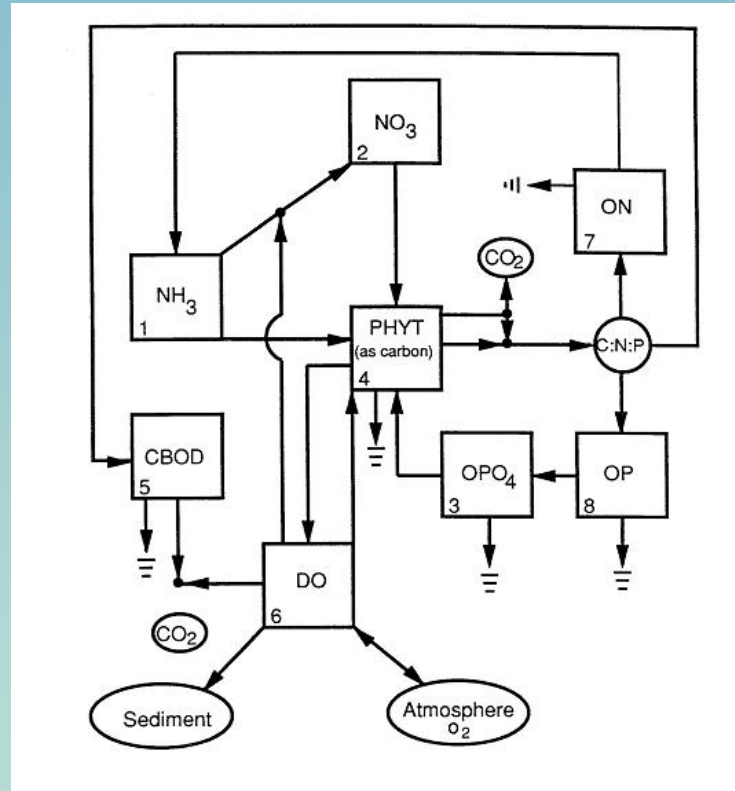 NO3
2
ON
7
CO2
NH3
1
PHYT
(as carbon)
4
C:N:P
CBOD
5
OPO4
3
OP
8
DO
6
CO2
Sediment
Atmosphere
O2